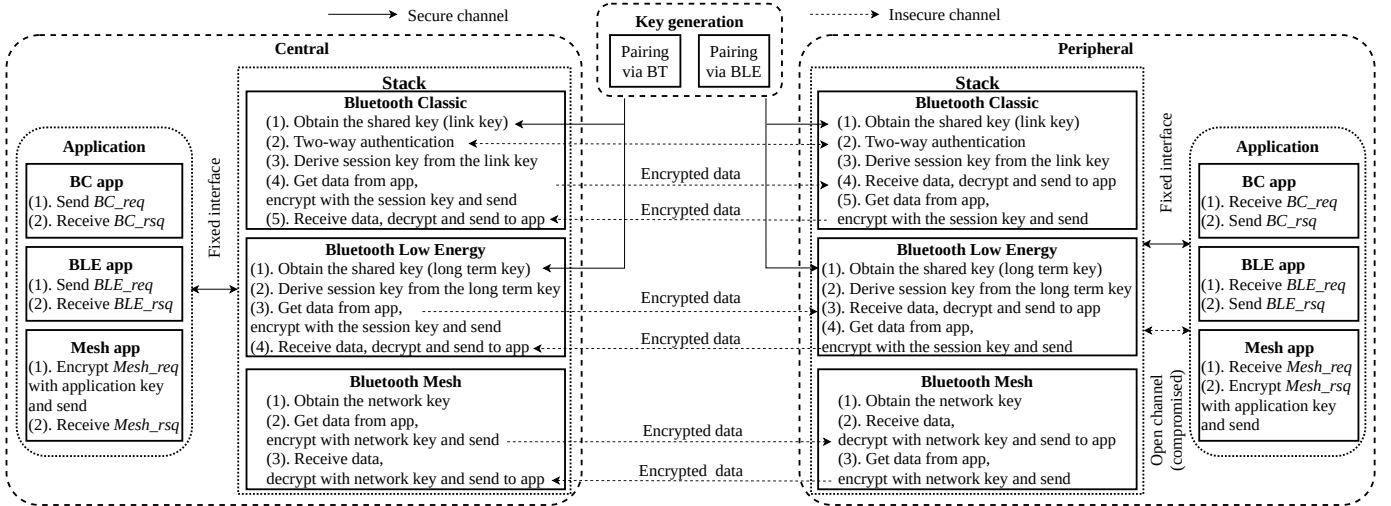 Secure channel
Insecure channel
Key generation
Pairing
via BT
Pairing
via BLE
Central
Stack
Bluetooth Classic
(1). Obtain the shared key (link key)
(2). Two-way authentication
(3). Derive session key from the link key
(4). Get data from app,
encrypt with the session key and send
(5). Receive data, decrypt and send to app
Bluetooth Low Energy
(1). Obtain the shared key (long term key)
(2). Derive session key from the long term key
(3). Get data from app,
encrypt with the session key and send
(4). Receive data, decrypt and send to app
Bluetooth Mesh
(1). Obtain the network key
(2). Get data from app,
encrypt with network key and send
(3). Receive data,
decrypt with network key and send to app
Application
BC app
(1). Send BC_req
(2). Receive BC_rsq
BLE app
(1). Send BLE_req
(2). Receive BLE_rsq
Mesh app
(1). Encrypt Mesh_req
with application key
and send
(2). Receive Mesh_rsq
Fixed interface
Encrypted data
Encrypted data
Encrypted data
Encrypted data
Encrypted data
Encrypted data
Peripheral
Stack
Bluetooth Classic
(1). Obtain the shared key (link key)
(2). Two-way authentication
(3). Derive session key from the link key
(4). Receive data, decrypt and send to app
(5). Get data from app,
encrypt with the session key and send
Bluetooth Low Energy
(1). Obtain the shared key (long term key)
(2). Derive session key from the long term key
(3). Receive data, decrypt and send to app
(4). Get data from app,
encrypt with the session key and send
Bluetooth Mesh
(1). Obtain the network key
(2). Receive data,
decrypt with network key and send to app
(3). Get data from app,
encrypt with network key and send
Fixed interface
Open channel
(compromised)
Application
BC app
(1). Receive BC_req
(2). Send BC_rsq
BLE app
(1). Receive BLE_req
(2). Send BLE_rsq
Mesh app
(1). Receive Mesh_req
(2). Encrypt Mesh_rsq
with application key
and send